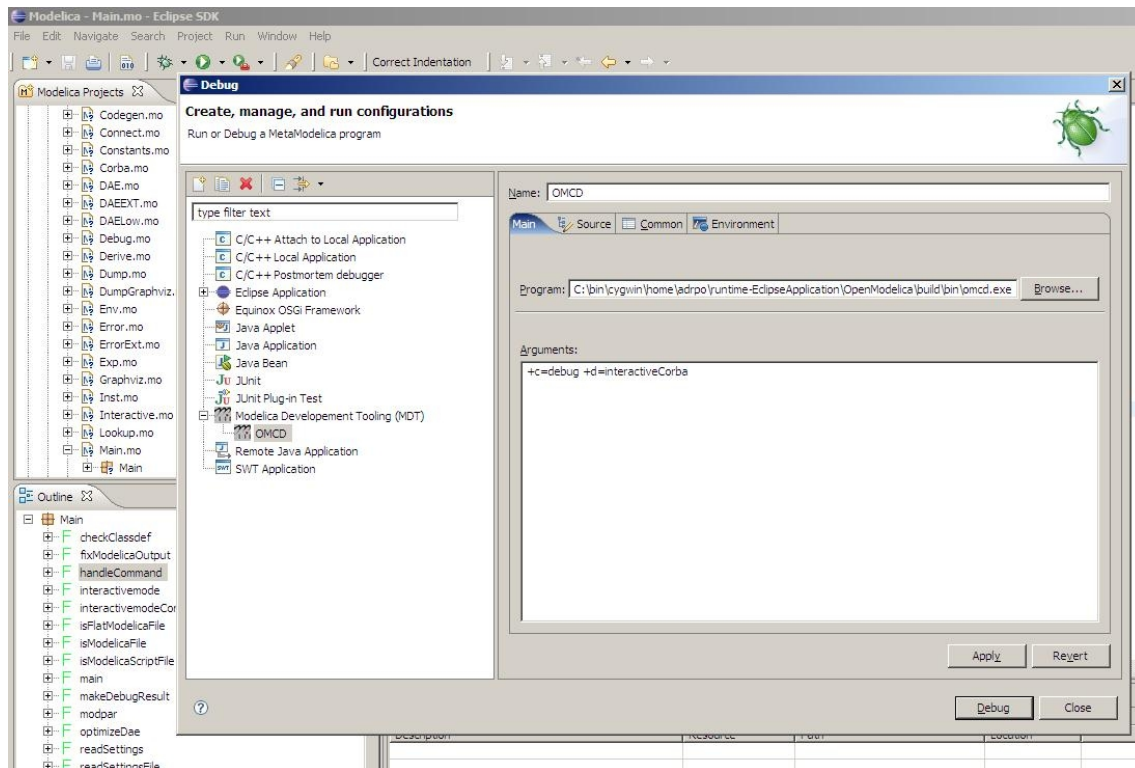 Modelica - Main.mo - Eclipse SDK
File Edit Navigate Search Project Run Window Help
Correct Indentation
Modelica Projects
Codegen.mo
Connect.mo
Constants.mo
Corba.mo
DAE.mo
DAEEXT.mo
DAELow.mo
Debug.mo
Derive.mo
Dump.mo
DumpGraphviz.
Env.mo
Error.mo
ErrorExt.mo
Exp.mo
Graphviz.mo
Inst.mo
Interactive.mo
Lookup.mo
Main.mo
Main
Outline
Main
checkClassdef
fixModelicaOutput
handleCommand
interactivemode
interactivemodeCor
isFlatModelicaFile
isModelicaFile
isModelicaScriptFile
main
makeDebugResult
modpar
optimizeDae
readSettings
readSettingsFile
Debug
Create, manage, and run configurations
Run or Debug a MetaModelica program
type filter text
C/C++ Attach to Local Application
C/C++ Local Application
C/C++ Postmortem debugger
Eclipse Application
Equinox OSGi Framework
Java Applet
Java Application
Java Bean
JUnit
JUnit Plug-in Test
Modelica Developement Tooling (MDT)
OMCD
Remote Java Application
SWT Application
Name: OMCD
Main Source Common Environment
Program: C:\bin\cygwin\home\adrpo\runtime-EclipseApplication\OpenModelica\build\bin\omcd.exe Browse...
Arguments:
+c=debug +d=interactiveCorba
Apply Revert
Debug Close
Description Resource Path Location